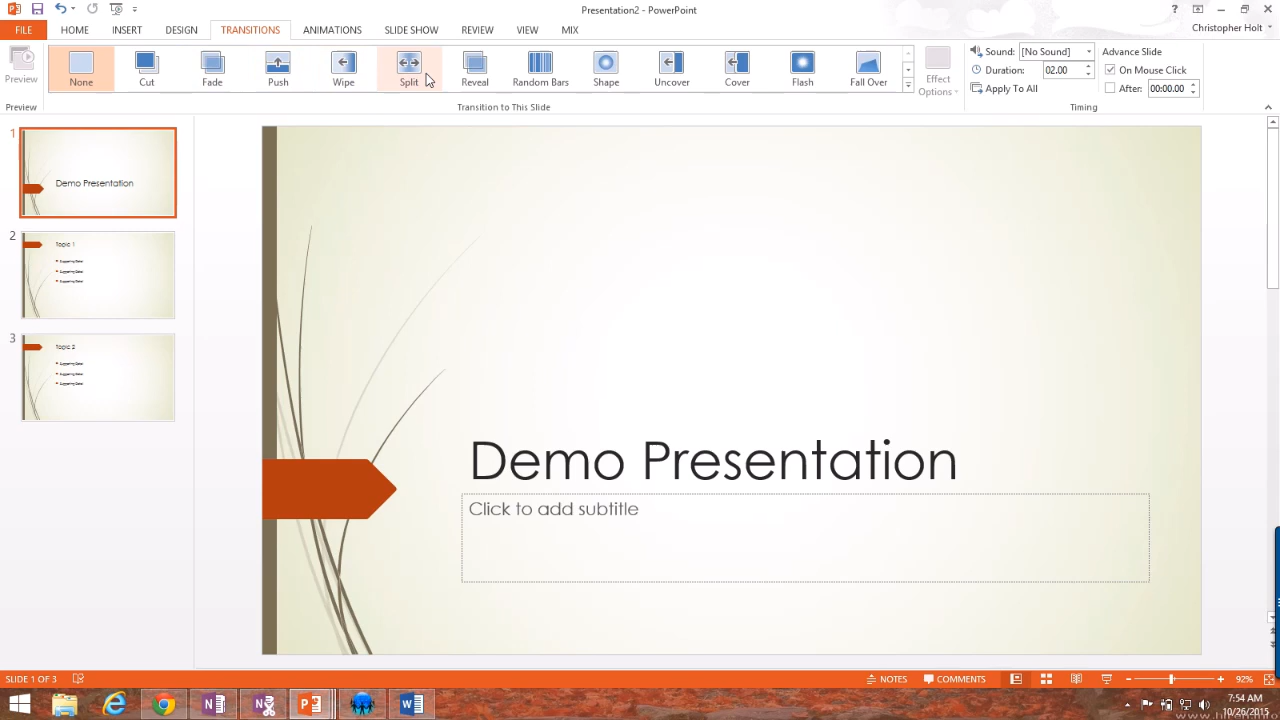 Presentation2 - PowerPoint
FILE HOME INSERT DESIGN TRANSITIONS ANIMATIONS SLIDE SHOW REVIEW VIEW MIX
Christopher Holt
Preview
None Cut Fade Push Wipe Split Reveal Random Bars Shape Uncover Cover Flash Fall Over
Effect
Options
Sound: [No Sound]
Duration: 02.00
Apply To All
Advance Slide
On Mouse Click
After: 00:00.00
Preview
Transition to This Slide
Timing
1
Demo Presentation
2
Topic 1
3
Topic 2
Demo Presentation
Click to add subtitle
SLIDE 1 OF 3
NOTES
COMMENTS
92%
7:54 AM
10/26/2015